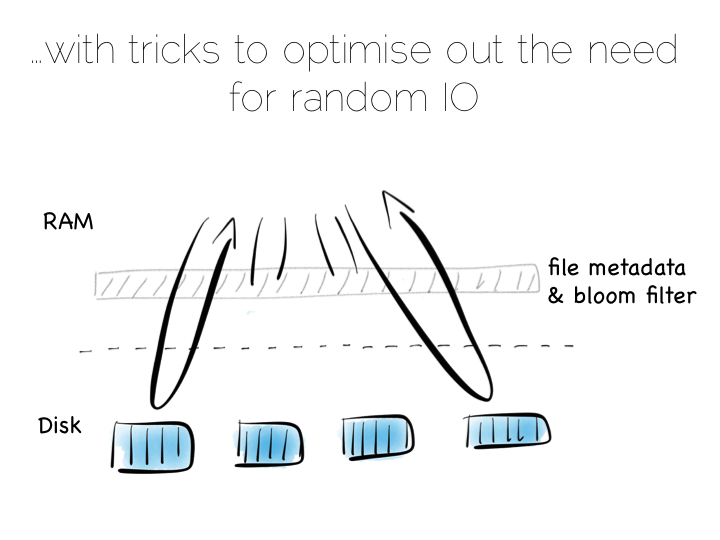 ...with tricks to optimise out the need
for random IO
RAM
file metadata
& bloom filter
Disk